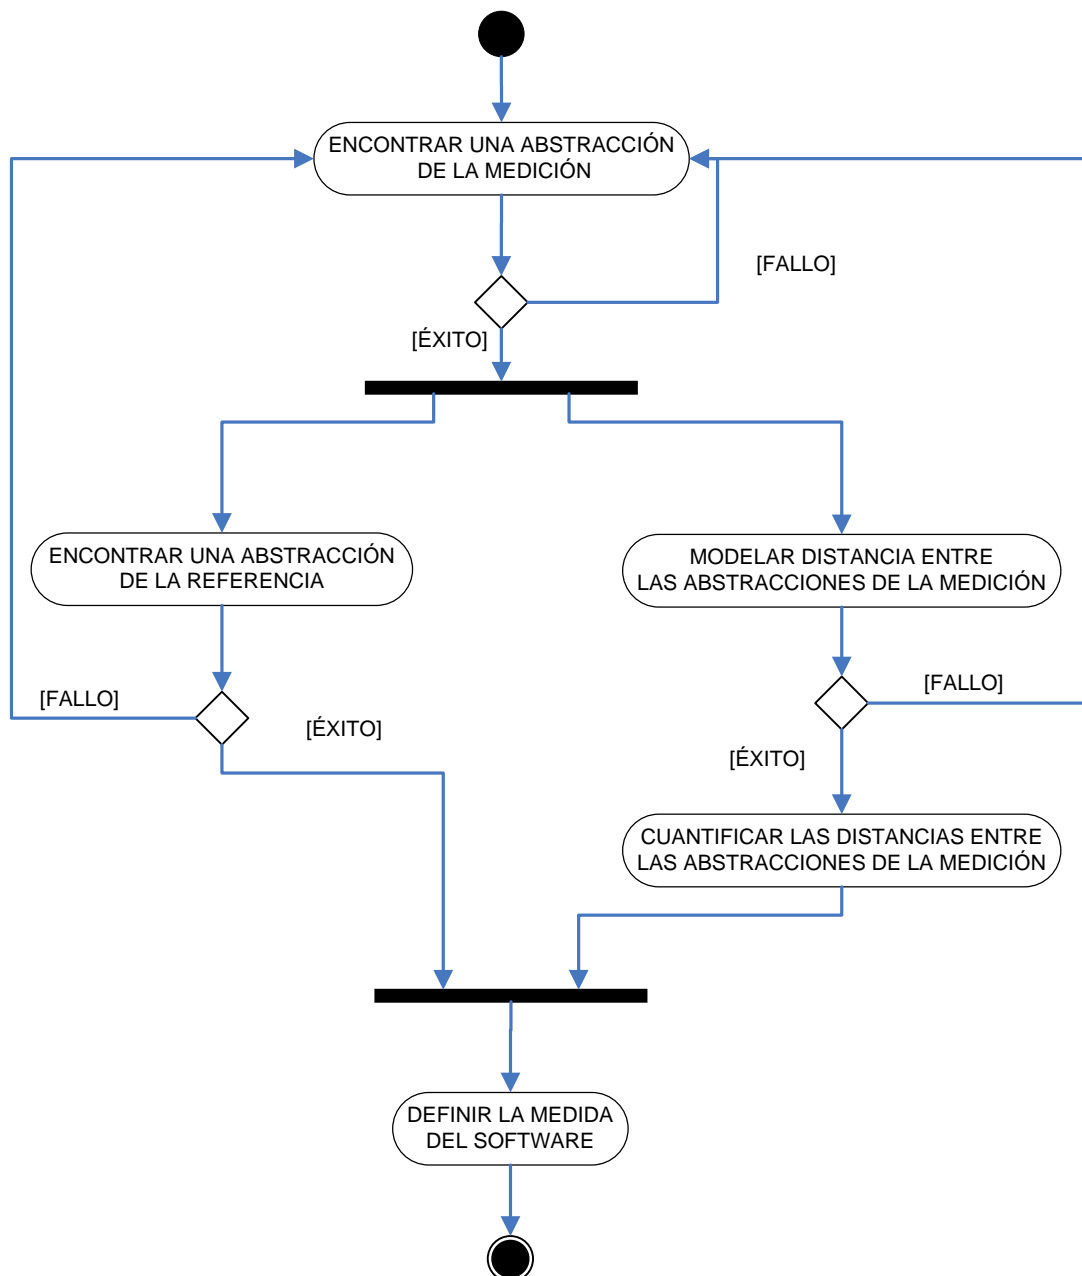 ENCONTRAR UNA ABSTRACCIÓN
DE LA MEDICIÓN
[FALLO]
[ÉXITO]
ENCONTRAR UNA ABSTRACCIÓN
DE LA REFERENCIA
MODELAR DISTANCIA ENTRE
LAS ABSTRACCIONES DE LA MEDICIÓN
[FALLO]
[ÉXITO]
[FALLO]
[ÉXITO]
CUANTIFICAR LAS DISTANCIAS ENTRE
LAS ABSTRACCIONES DE LA MEDICIÓN
DEFINIR LA MEDIDA
DEL SOFTWARE